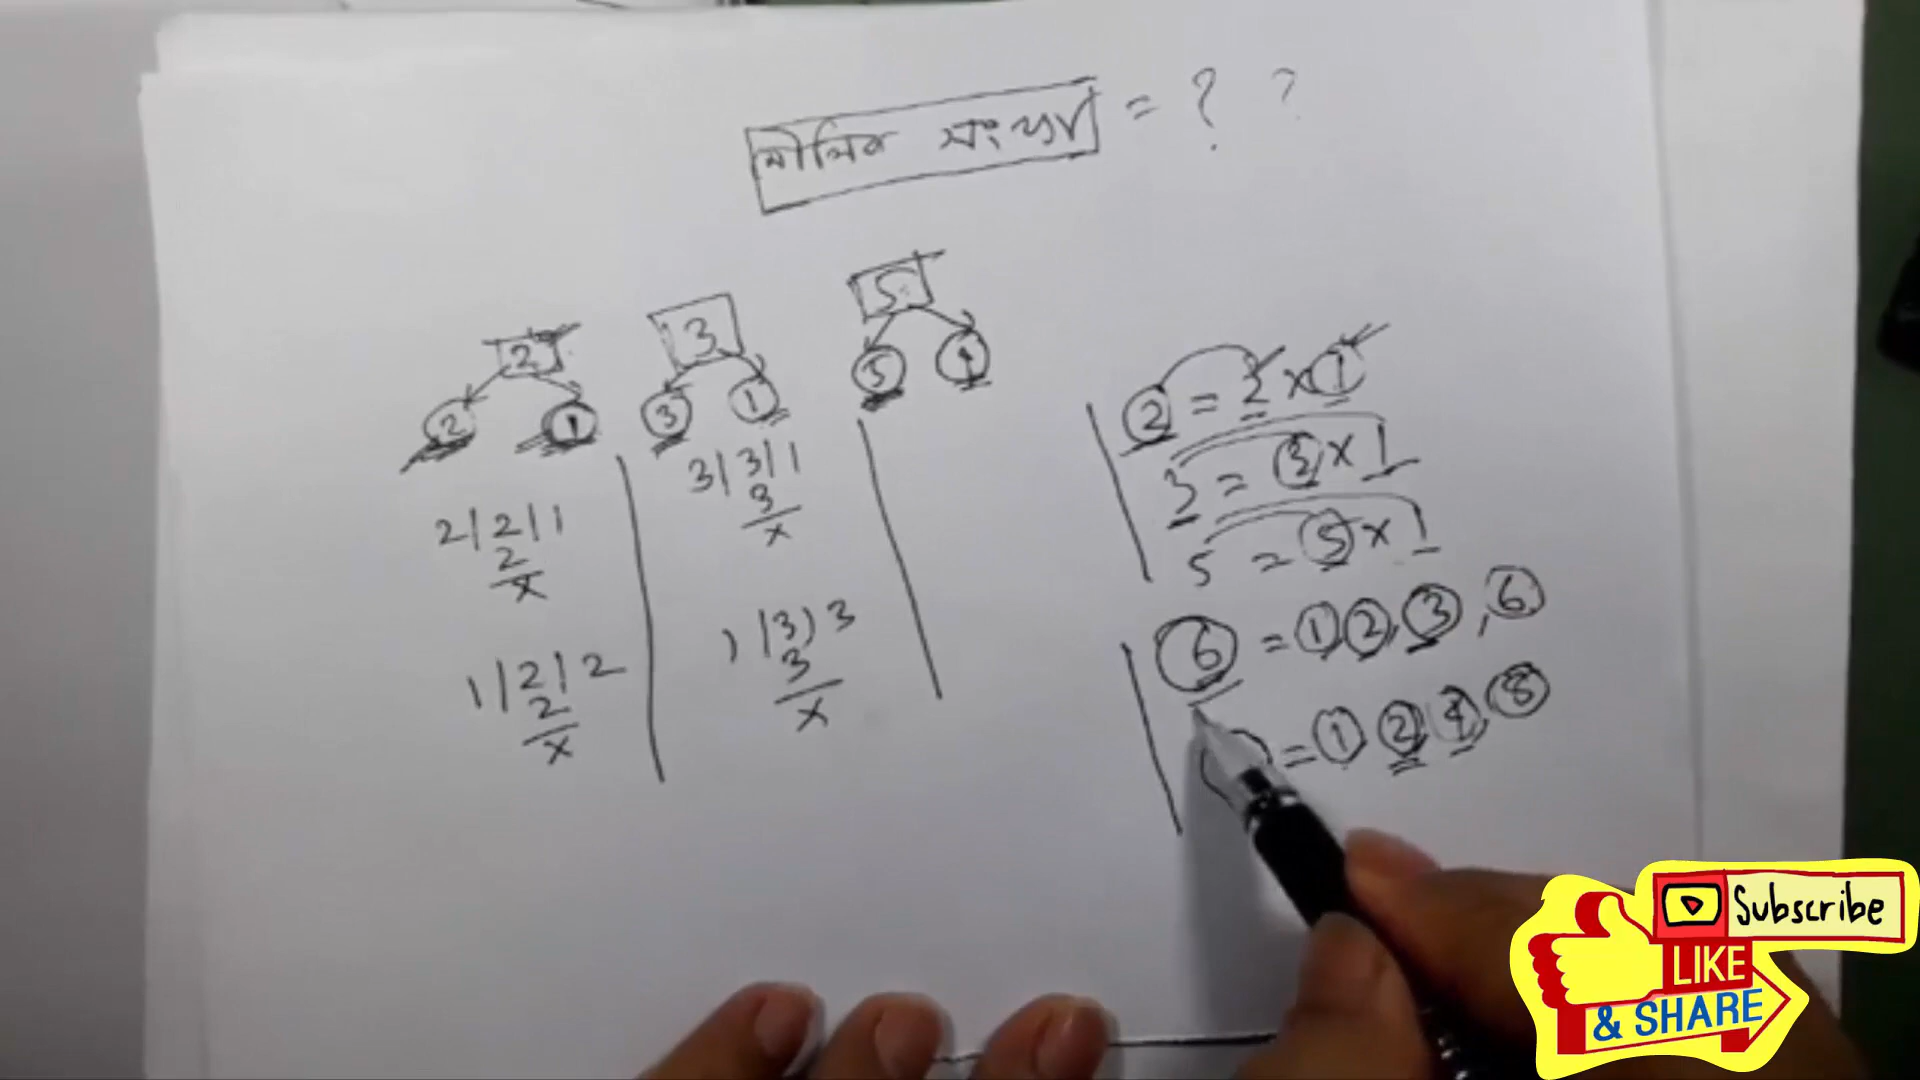 মৌলিক সংখ্যা = ? ?
2
2 1
3
3 1
5
5 1
2 | 2 | 1
2
x
1 | 2 | 2
2
x
3 | 3 | 1
3
x
1 | 3 ) 3
3
x
2 = 2 x 1
3 = 3 x 1
5 = 5 x 1
6 = 1 2, 3, 6
= 1 2 4, 8
Subscribe
LIKE
& SHARE